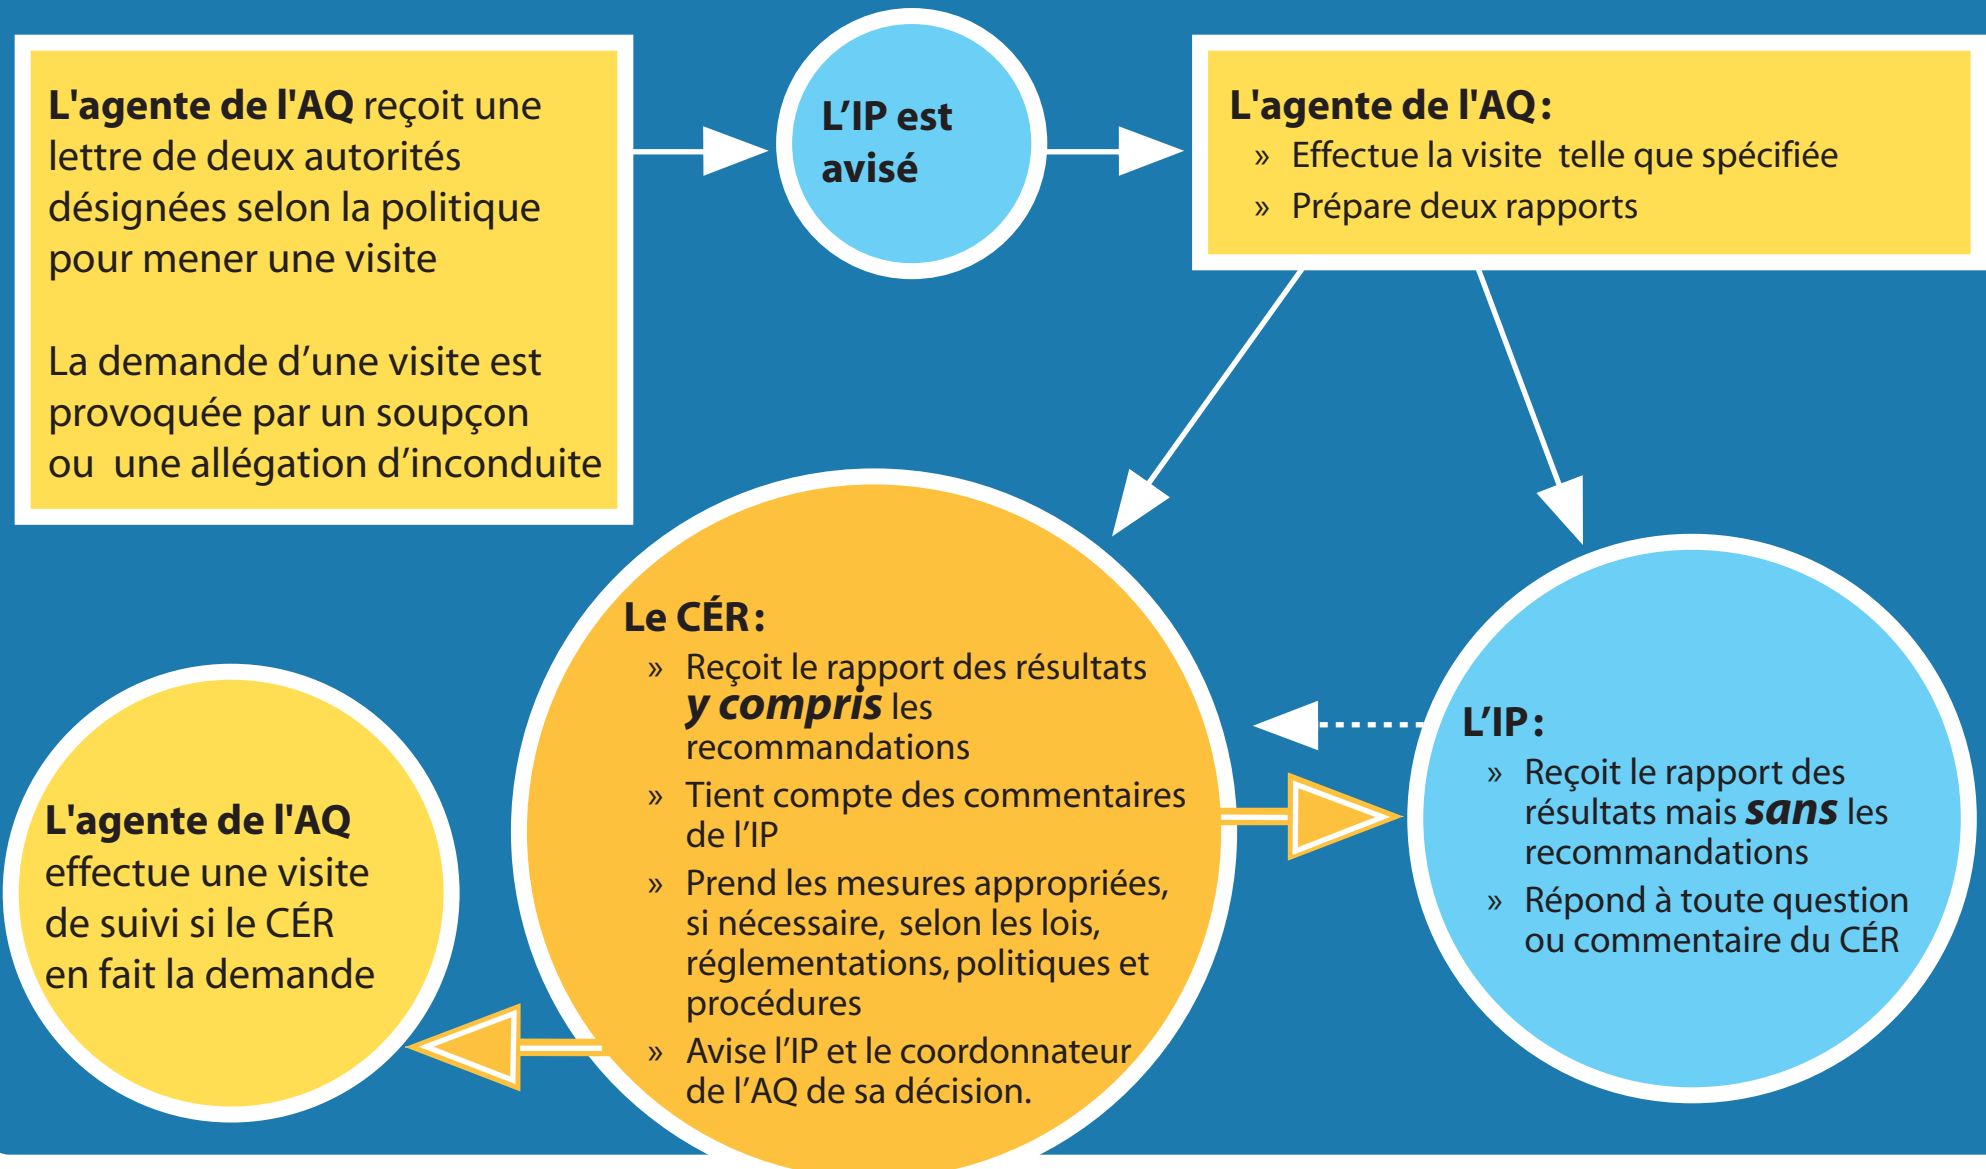 L'agente de l'AQ reçoit une
lettre de deux autorités
désignées selon la politique
pour mener une visite
La demande d’une visite est
provoquée par un soupçon
ou une allégation d’inconduite
L’IP est
avisé
L'agente de l'AQ :
» Effectue la visite telle que spécifiée
» Prépare deux rapports
Le CÉR :
» Reçoit le rapport des résultats
y compris les
recommandations
» Tient compte des commentaires
de l’IP
» Prend les mesures appropriées,
si nécessaire, selon les lois,
réglementations, politiques et
procédures
» Avise l’IP et le coordonnateur
de l’AQ de sa décision.
L’IP :
» Reçoit le rapport des
résultats mais sans les
recommandations
» Répond à toute question
ou commentaire du CÉR
L'agente de l'AQ
effectue une visite
de suivi si le CÉR
en fait la demande